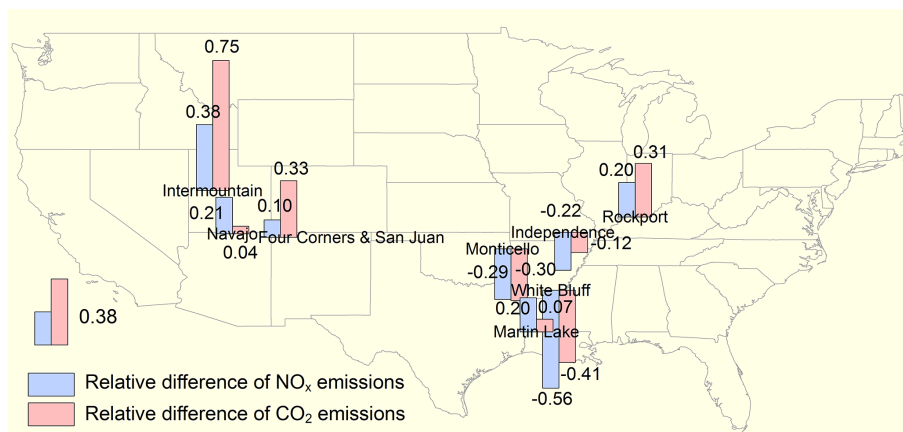 0.75
0.38
Intermountain
0.33
0.21
0.10
Navajo
Four Corners & San Juan
0.04
0.31
0.20
Rockport
-0.22
Independence
-0.12
Monticello
-0.29
-0.30
White Bluff
0.20
0.07
Martin Lake
-0.41
-0.56
0.38
Relative difference of NOx emissions
Relative difference of CO2 emissions